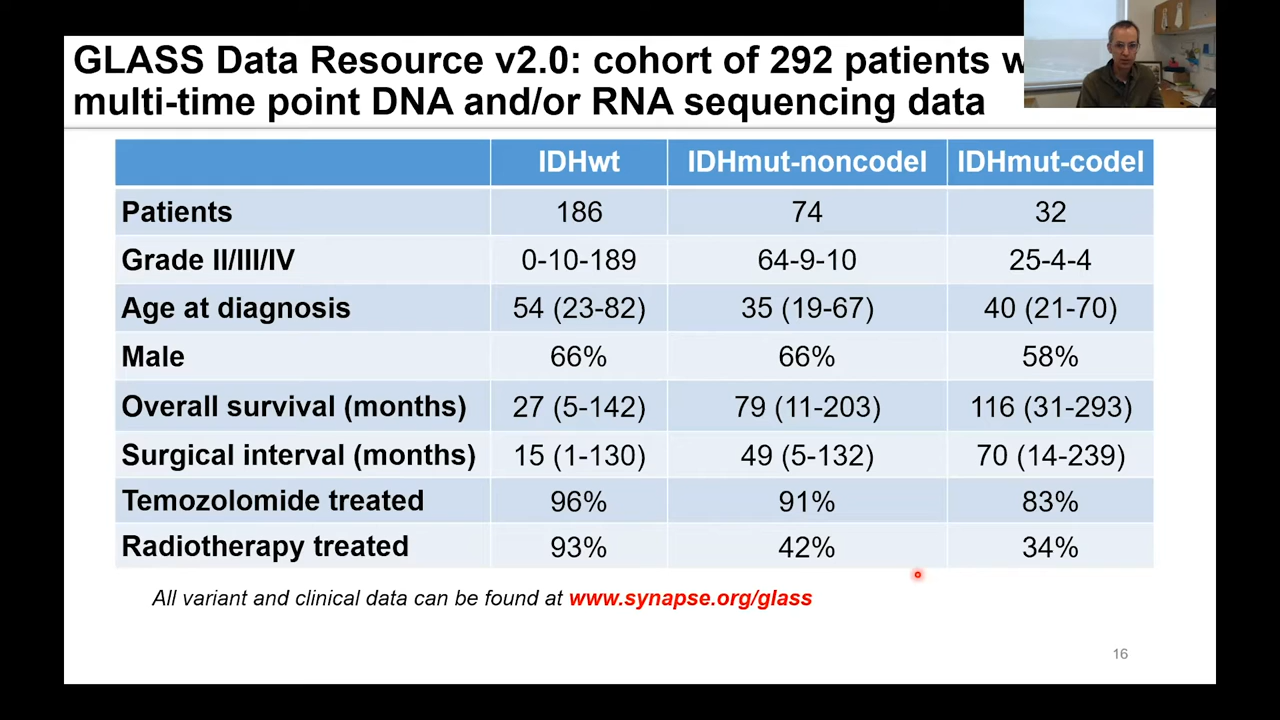 GLASS Data Resource v2.0: cohort of 292 patients
multi-time point DNA and/or RNA sequencing data
IDHwt IDHmut-noncodel IDHmut-codel
Patients 186 74 32
Grade II/III/IV 0-10-189 64-9-10 25-4-4
Age at diagnosis 54 (23-82) 35 (19-67) 40 (21-70)
Male 66% 66% 58%
Overall survival (months) 27 (5-142) 79 (11-203) 116 (31-293)
Surgical interval (months) 15 (1-130) 49 (5-132) 70 (14-239)
Temozolomide treated 96% 91% 83%
Radiotherapy treated 93% 42% 34%
All variant and clinical data can be found at www.synapse.org/glass
16